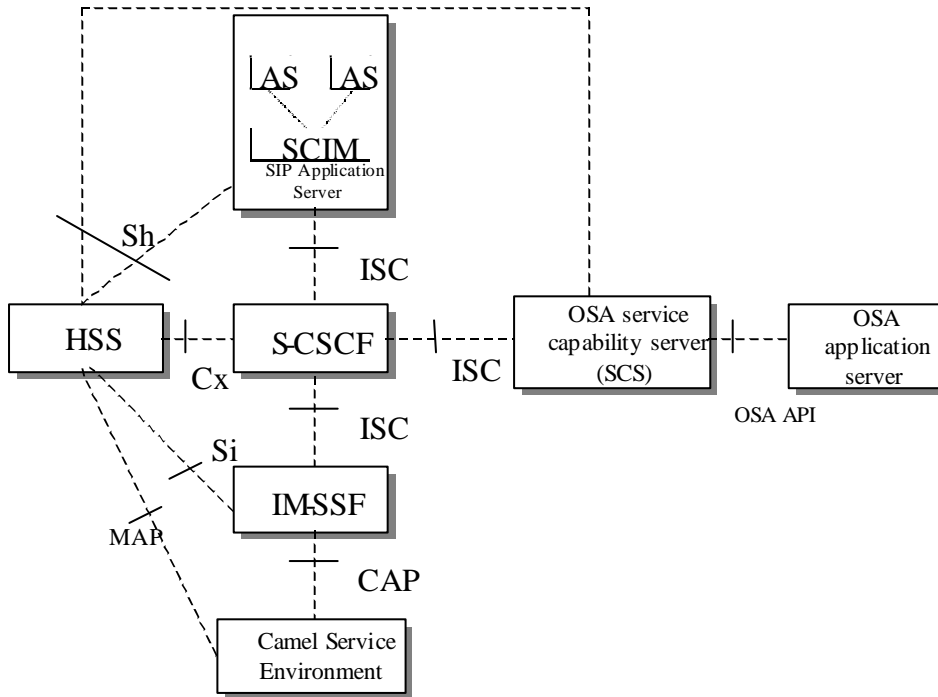 AS AS
SCIM
SIP Application
Server
Sh
ISC
HSS
S-CSCF
OSA service
capability server
(SCS)
OSA
application
server
Cx
ISC
OSA API
ISC
Si
IM-SSF
MAP
CAP
Camel Service
Environment